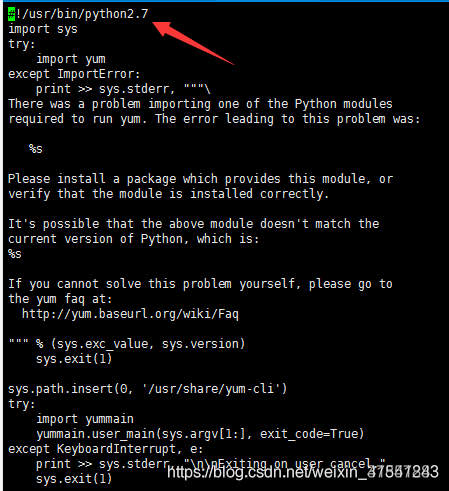 #!/usr/bin/python2.7
import sys
try:
    import yum
except ImportError:
    print >> sys.stderr, """\
There was a problem importing one of the Python modules
required to run yum. The error leading to this problem was:
   %s
Please install a package which provides this module, or
verify that the module is installed correctly.
It's possible that the above module doesn't match the
current version of Python, which is:
%s
If you cannot solve this problem yourself, please go to
the yum faq at:
  http://yum.baseurl.org/wiki/Faq
""" % (sys.exc_value, sys.version)
    sys.exit(1)
sys.path.insert(0, '/usr/share/yum-cli')
try:
    import yummain
    yummain.user_main(sys.argv[1:], exit_code=True)
except KeyboardInterrupt, e:
    print >> sys.stderr, "\n\nExiting on user cancel."
    sys.exit(1)